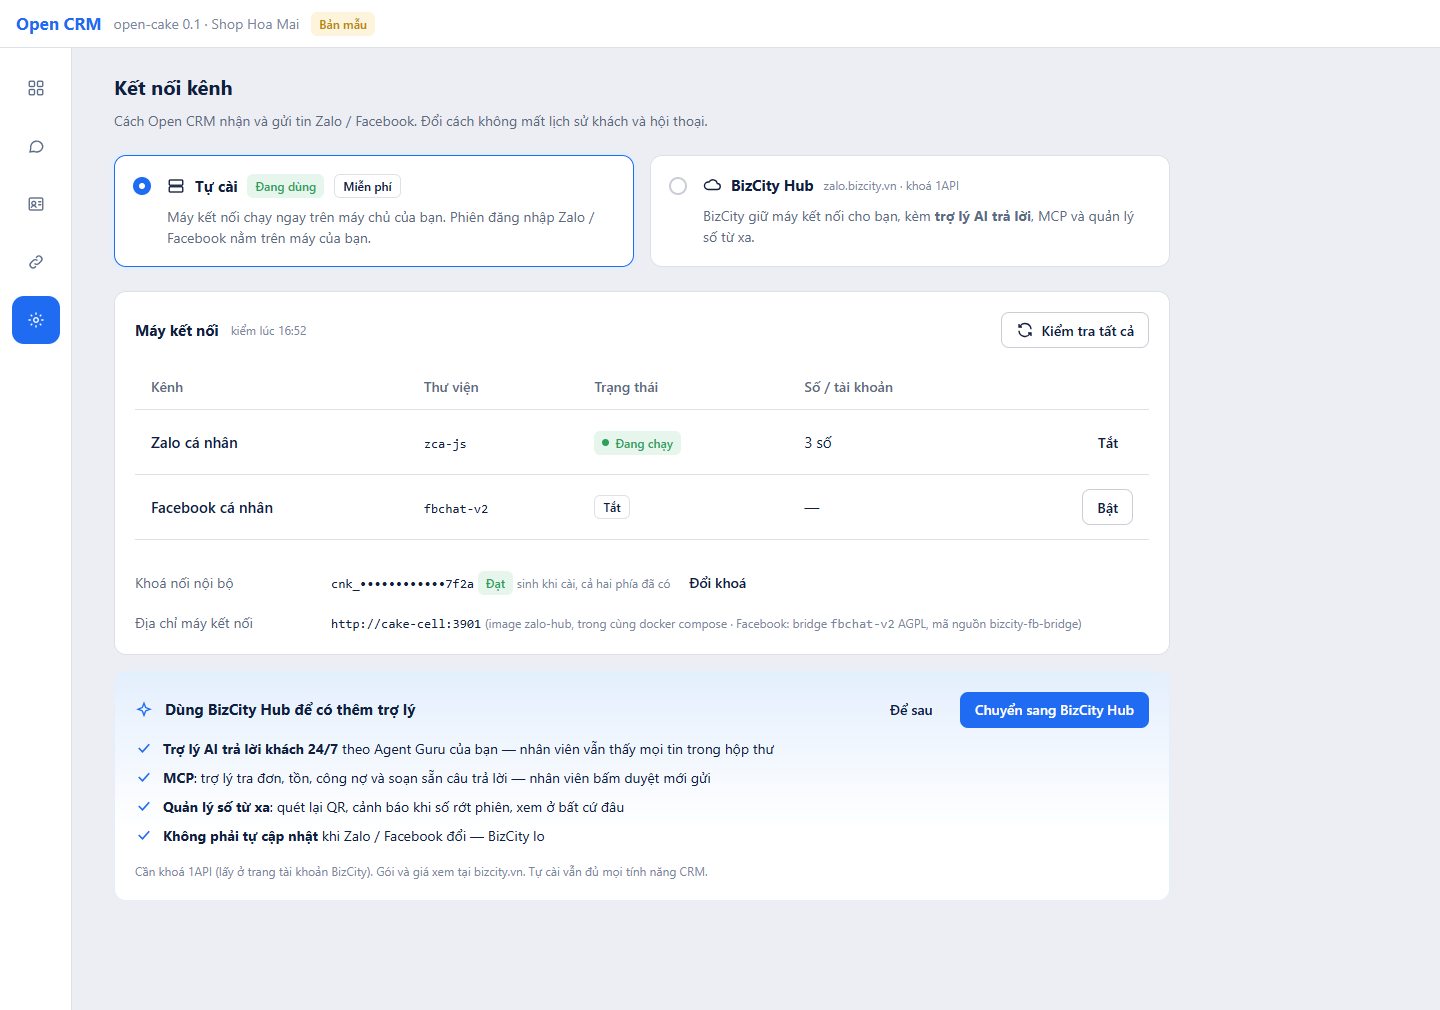 Open CRM open-cake 0.1 · Shop Hoa Mai Bản mẫu
Kết nối kênh
Cách Open CRM nhận và gửi tin Zalo / Facebook. Đổi cách không mất lịch sử khách và hội thoại.
Tự cài Đang dùng Miễn phí
Máy kết nối chạy ngay trên máy chủ của bạn. Phiên đăng nhập Zalo /
Facebook nằm trên máy của bạn.
BizCity Hub zalo.bizcity.vn · khoá 1API
BizCity giữ máy kết nối cho bạn, kèm trợ lý AI trả lời, MCP và quản lý
số từ xa.
Máy kết nối kiểm lúc 16:52 Kiểm tra tất cả
Kênh Thư viện Trạng thái Số / tài khoản
Zalo cá nhân zca-js Đang chạy 3 số Tắt
Facebook cá nhân fbchat-v2 Tắt — Bật
Khoá nối nội bộ cnk_••••••••••••7f2a Đạt sinh khi cài, cả hai phía đã có Đổi khoá
Địa chỉ máy kết nối http://cake-cell:3901 (image zalo-hub, trong cùng docker compose · Facebook: bridge fbchat-v2 AGPL, mã nguồn bizcity-fb-bridge)
Dùng BizCity Hub để có thêm trợ lý Để sau Chuyển sang BizCity Hub
Trợ lý AI trả lời khách 24/7 theo Agent Guru của bạn — nhân viên vẫn thấy mọi tin trong hộp thư
MCP: trợ lý tra đơn, tồn, công nợ và soạn sẵn câu trả lời — nhân viên bấm duyệt mới gửi
Quản lý số từ xa: quét lại QR, cảnh báo khi số rớt phiên, xem ở bất cứ đâu
Không phải tự cập nhật khi Zalo / Facebook đổi — BizCity lo
Cần khoá 1API (lấy ở trang tài khoản BizCity). Gói và giá xem tại bizcity.vn. Tự cài vẫn đủ mọi tính năng CRM.